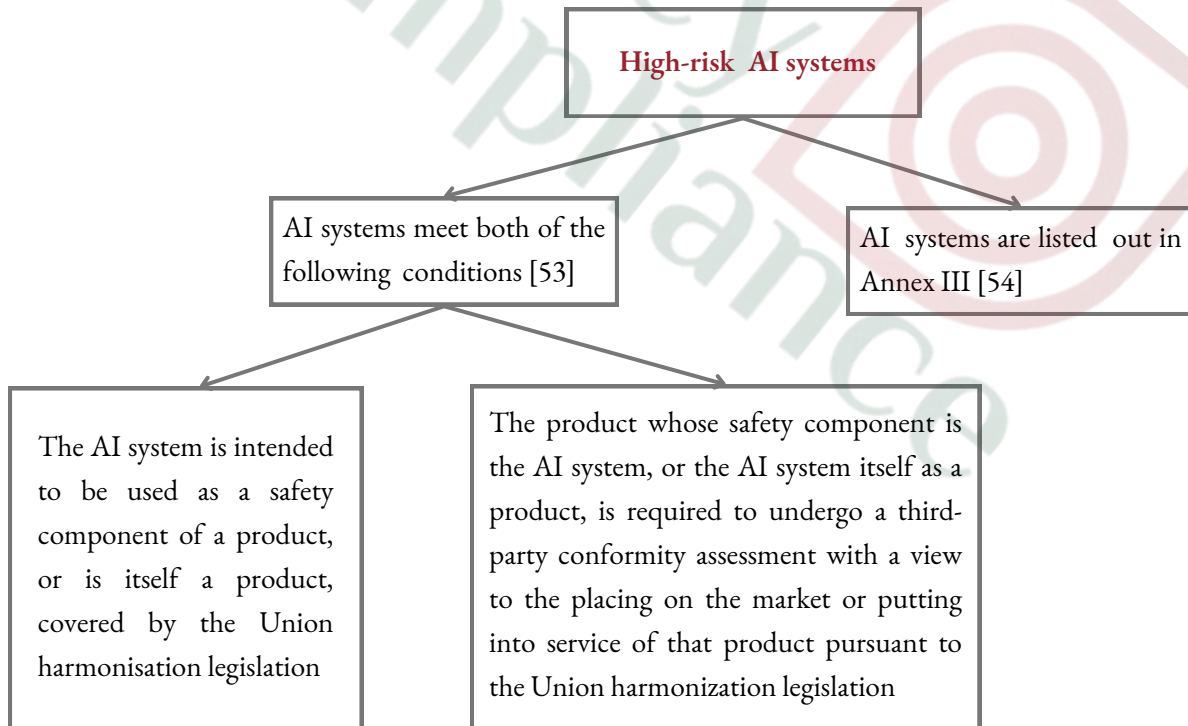 High-risk AI systems
AI systems meet both of the
following conditions [53]
AI systems are listed out in
Annex III [54]
The AI system is intended
to be used as a safety
component of a product,
or is itself a product,
covered by the Union
harmonisation legislation
The product whose safety component is
the AI system, or the AI system itself as a
product, is required to undergo a third-
party conformity assessment with a view
to the placing on the market or putting
into service of that product pursuant to
the Union harmonization legislation